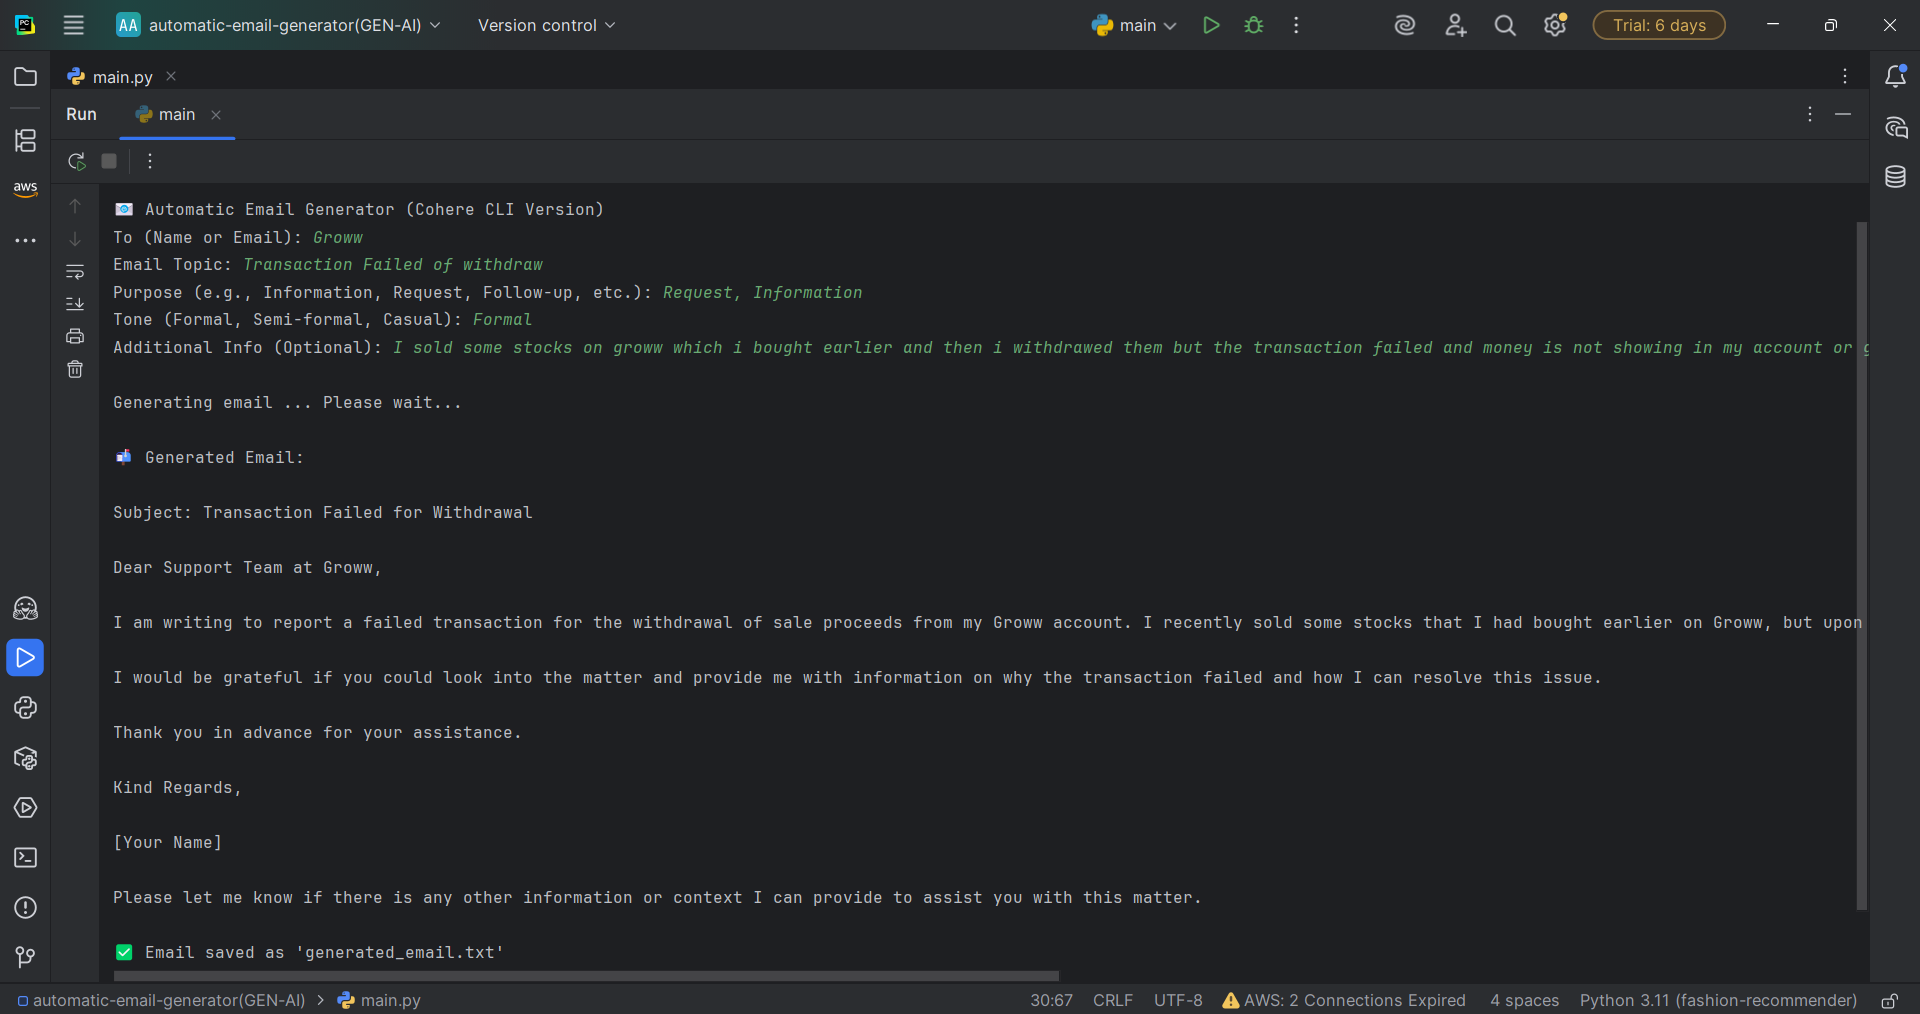 AA automatic-email-generator(GEN-AI) Version control main Trial: 6 days
main.py
Run main
aws
Automatic Email Generator (Cohere CLI Version)
To (Name or Email): Groww
Email Topic: Transaction Failed of withdraw
Purpose (e.g., Information, Request, Follow-up, etc.): Request, Information
Tone (Formal, Semi-formal, Casual): Formal
Additional Info (Optional): I sold some stocks on groww which i bought earlier and then i withdrawed them but the transaction failed and money is not showing in my account or
Generating email ... Please wait...
Generated Email:
Subject: Transaction Failed for Withdrawal
Dear Support Team at Groww,
I am writing to report a failed transaction for the withdrawal of sale proceeds from my Groww account. I recently sold some stocks that I had bought earlier on Groww, but upon
I would be grateful if you could look into the matter and provide me with information on why the transaction failed and how I can resolve this issue.
Thank you in advance for your assistance.
Kind Regards,
[Your Name]
Please let me know if there is any other information or context I can provide to assist you with this matter.
Email saved as 'generated_email.txt'
automatic-email-generator(GEN-AI) > main.py 30:67 CRLF UTF-8 AWS: 2 Connections Expired 4 spaces Python 3.11 (fashion-recommender)